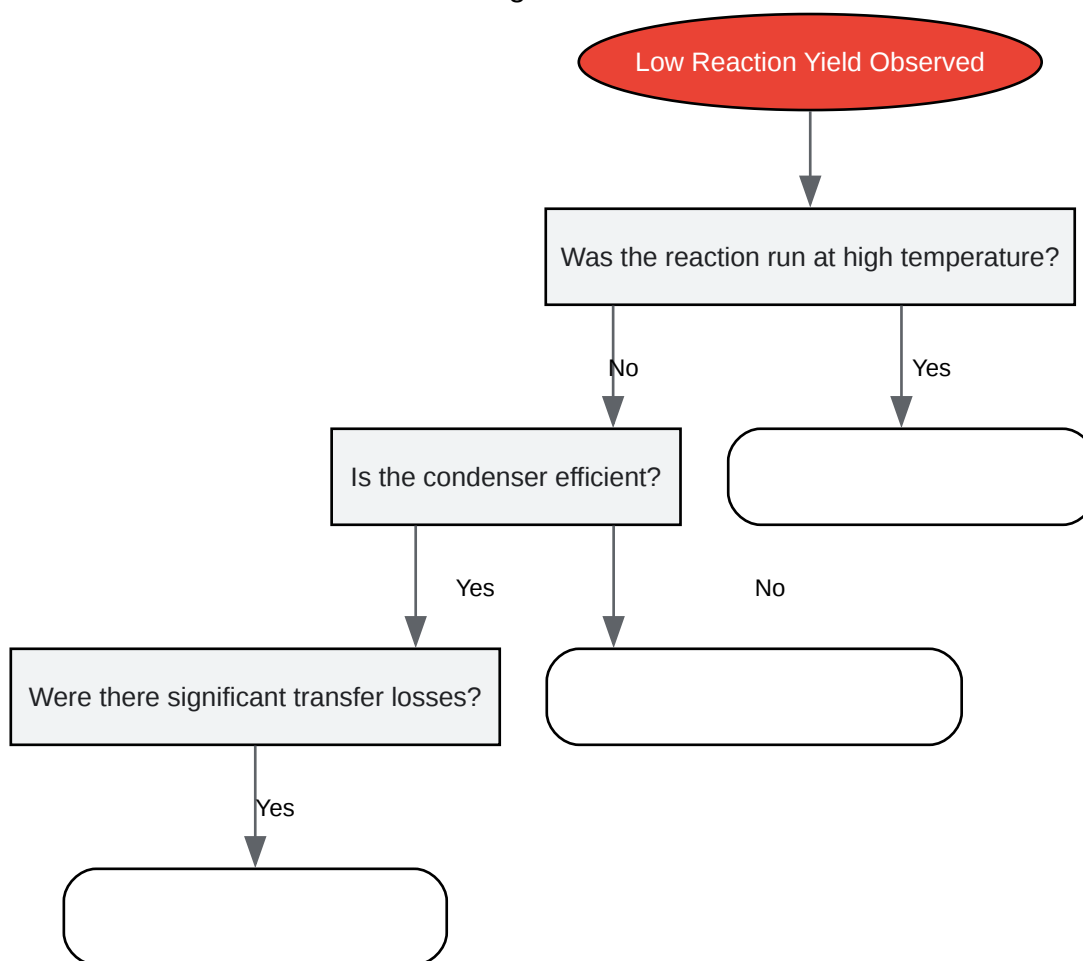 Low Reaction Yield Observed
Was the reaction run at high temperature?
No
Yes
Is the condenser efficient?
Yes
No
Were there significant transfer losses?
Yes